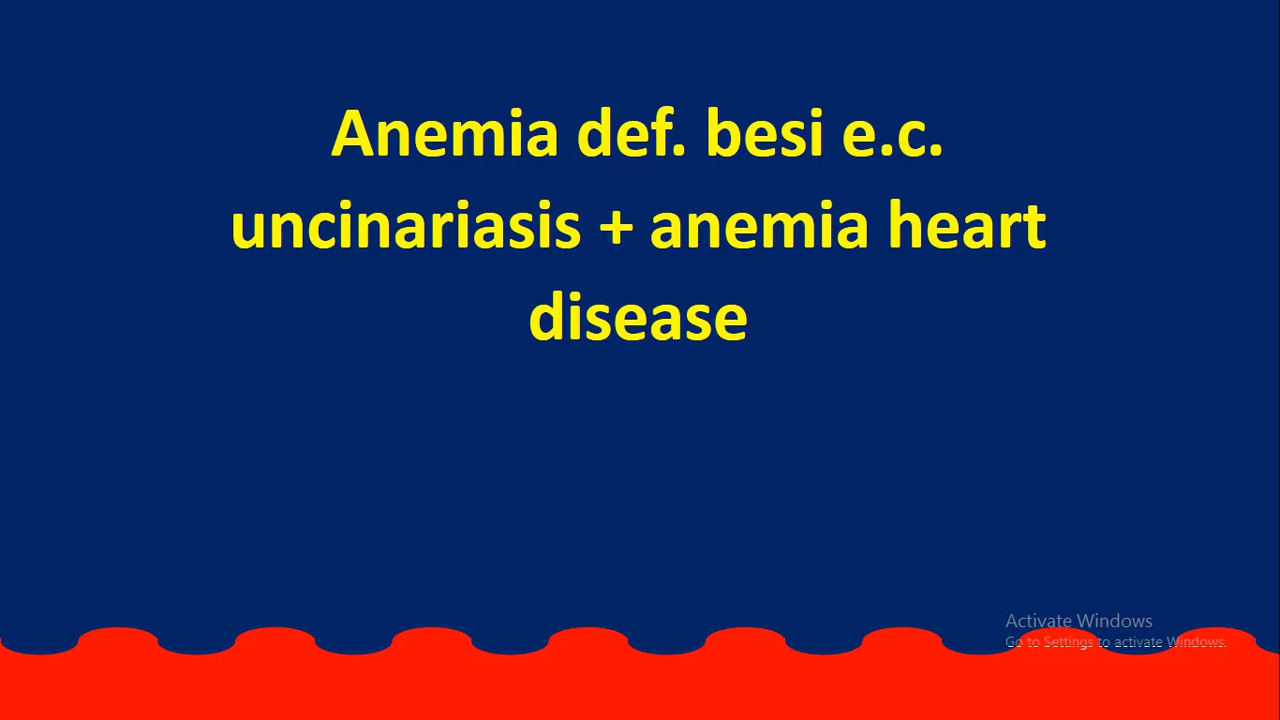 Anemia def. besi e.c.
uncinariasis + anemia heart
disease
Activate Windows
Go to Settings to activate Windows.